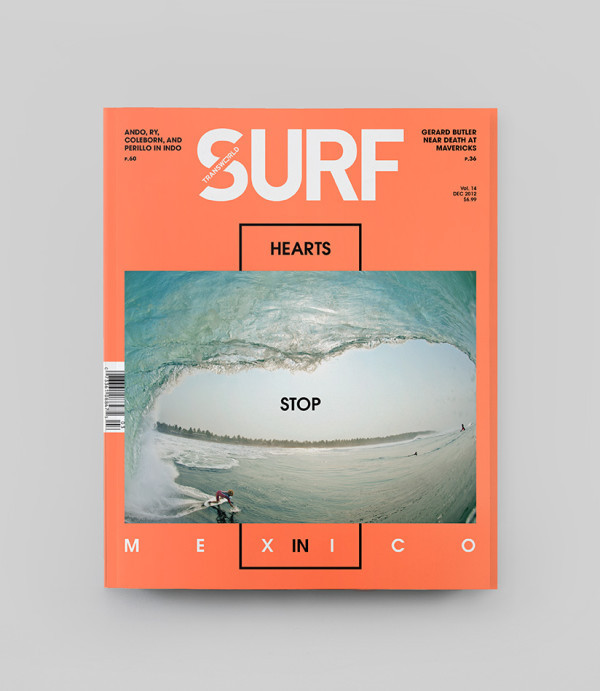 ANDO, RY,
COLEBORN, AND
PERILLO IN INDO
P.60
SURF
TRANSWORLD
GERARD BUTLER
NEAR DEATH AT
MAVERICKS
P.36
Vol. 14
DEC 2012
$6.99
HEARTS
STOP
IN
MEXICO